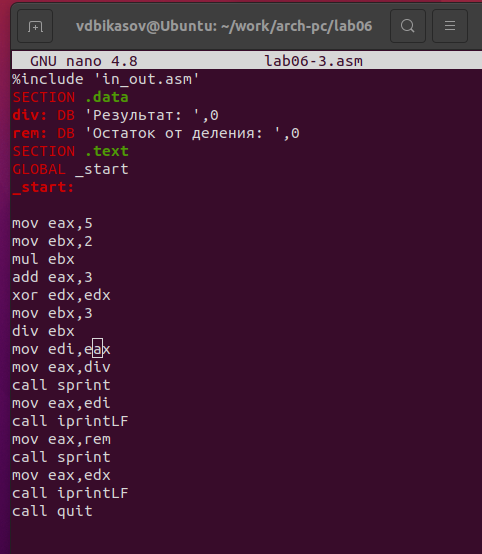 vdbikasov@Ubuntu: ~/work/arch-pc/lab06
GNU nano 4.8 lab06-3.asm
%include 'in_out.asm'
SECTION .data
div: DB 'Результат: ',0
rem: DB 'Остаток от деления: ',0
SECTION .text
GLOBAL _start
_start:
mov eax,5
mov ebx,2
mul ebx
add eax,3
xor edx,edx
mov ebx,3
div ebx
mov edi,eax
mov eax,div
call sprint
mov eax,edi
call iprintLF
mov eax,rem
call sprint
mov eax,edx
call iprintLF
call quit